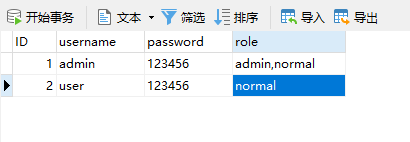 开始事务 文本 筛选 排序 导入 导出
ID username password role
1 admin 123456 admin,normal
2 user 123456 normal